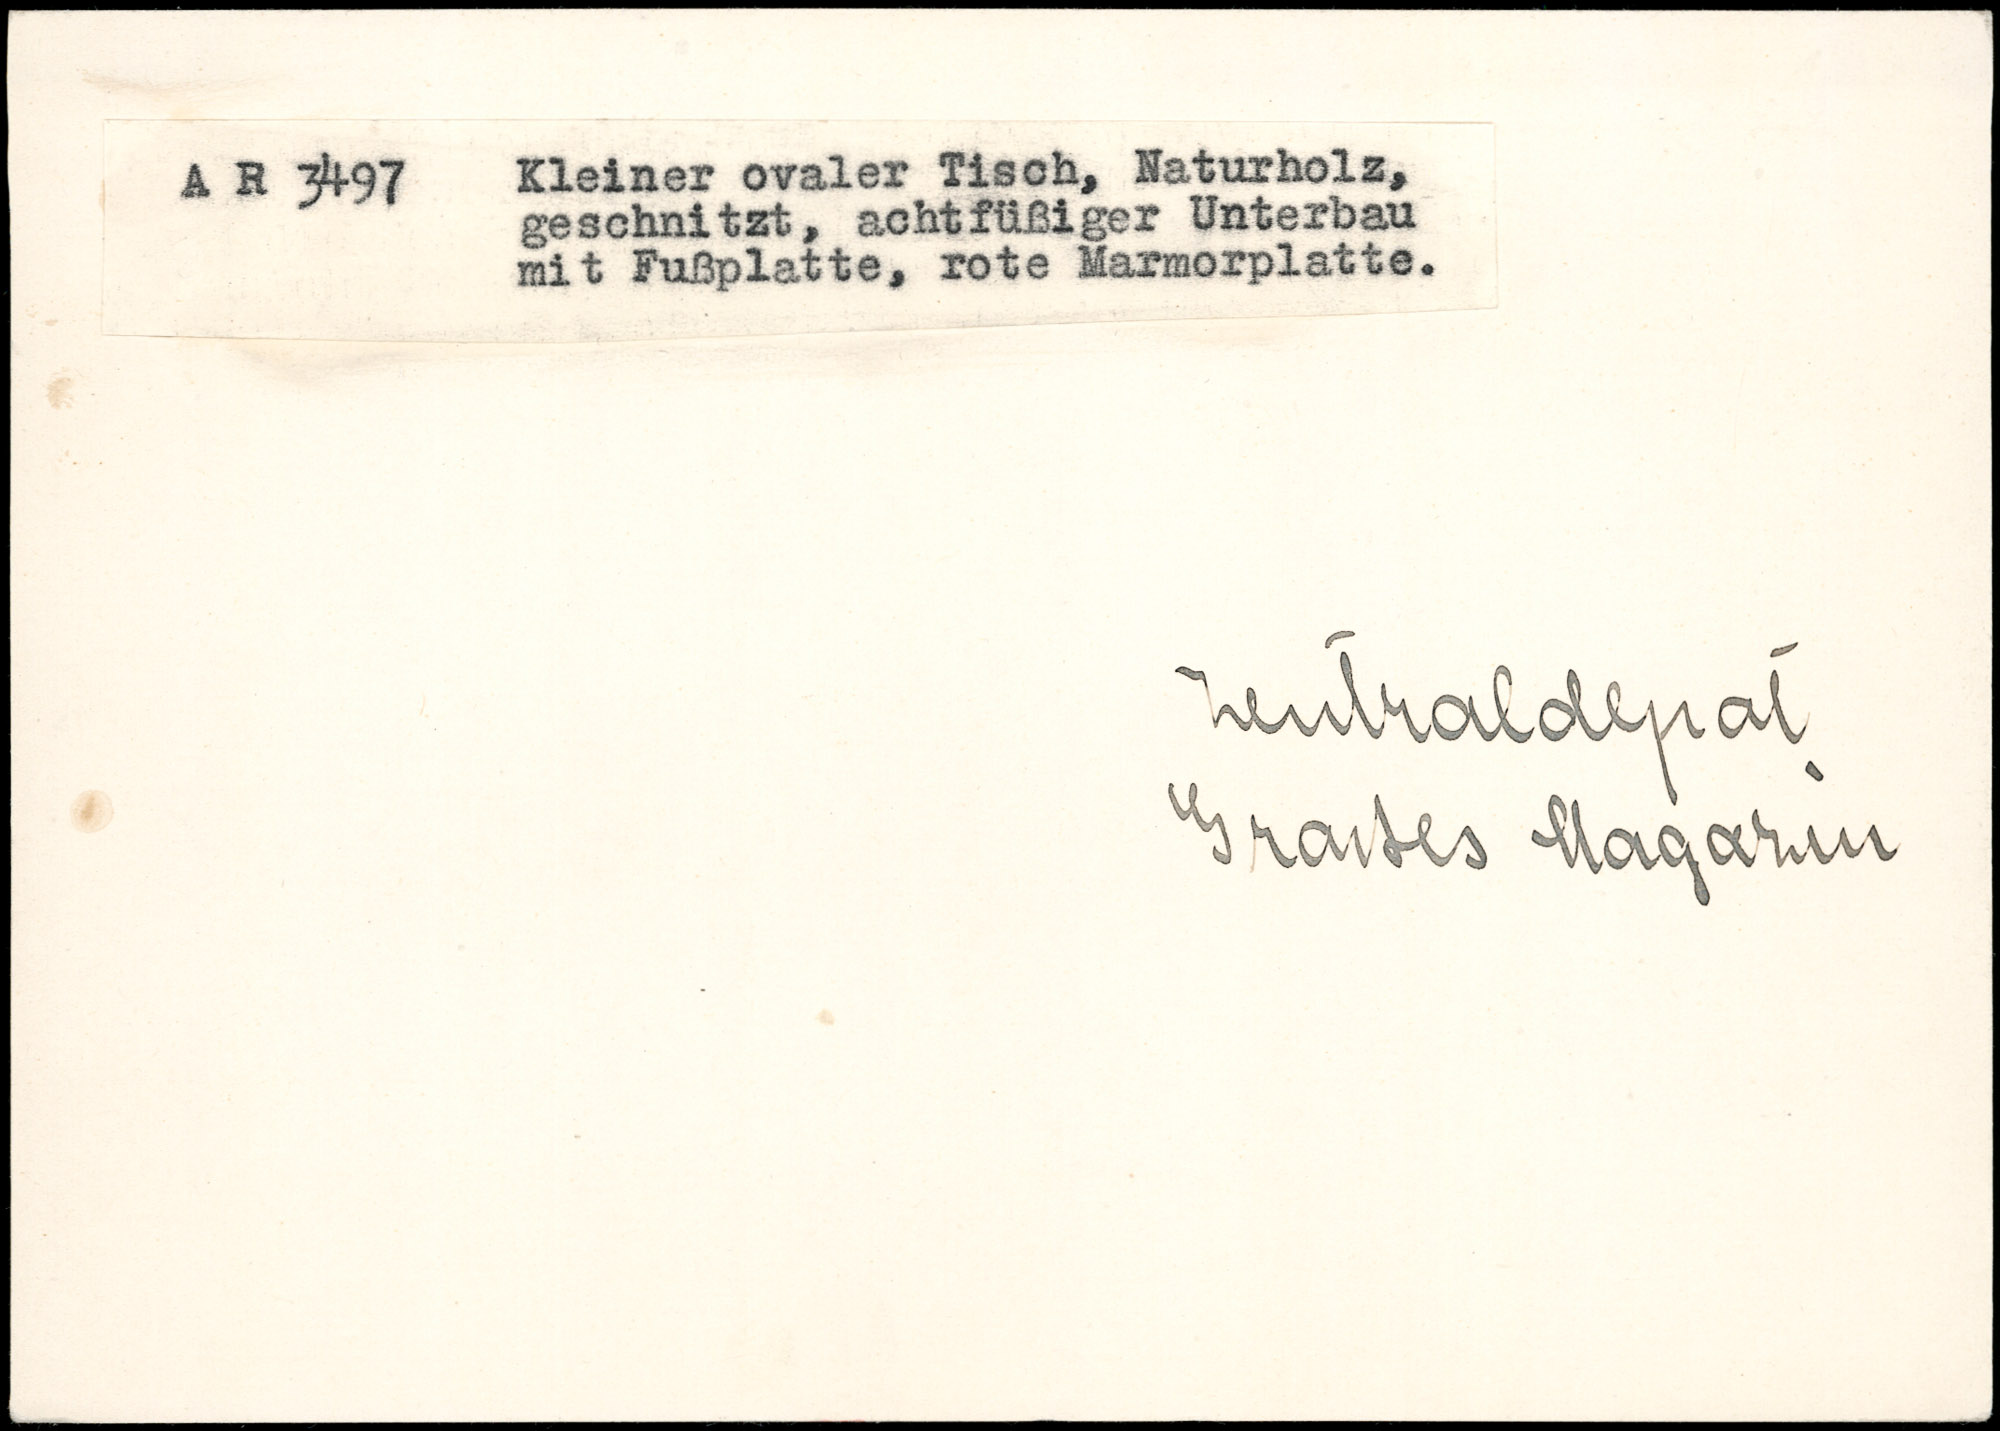 A R 3497 Kleiner ovaler Tisch, Naturholz,
geschnitzt, achtfüßiger Unterbau
mit Fußplatte, rote Marmorplatte.
Zentraldepot
Großes Magazin